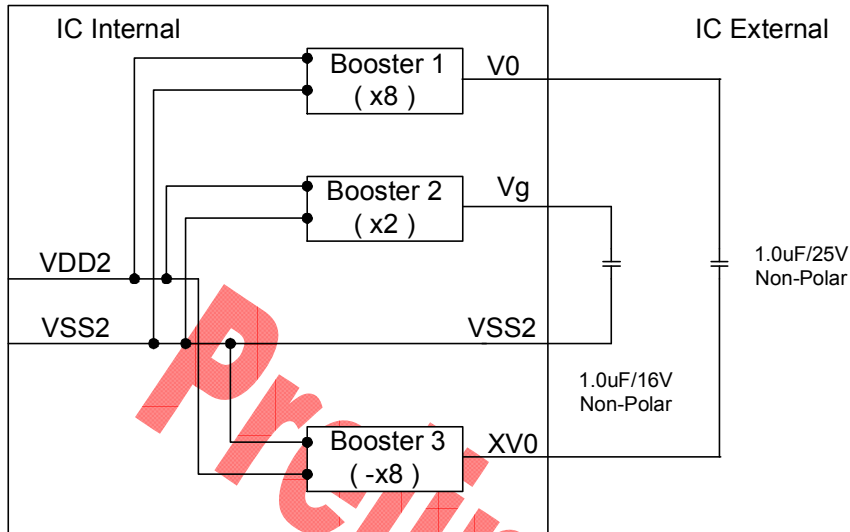 IC Internal
IC External
Booster 1
( x8 )
V0
Booster 2
( x2 )
Vg
VDD2
VSS2
VSS2
1.0uF/25V
Non-Polar
1.0uF/16V
Non-Polar
Booster 3
( -x8 )
XV0